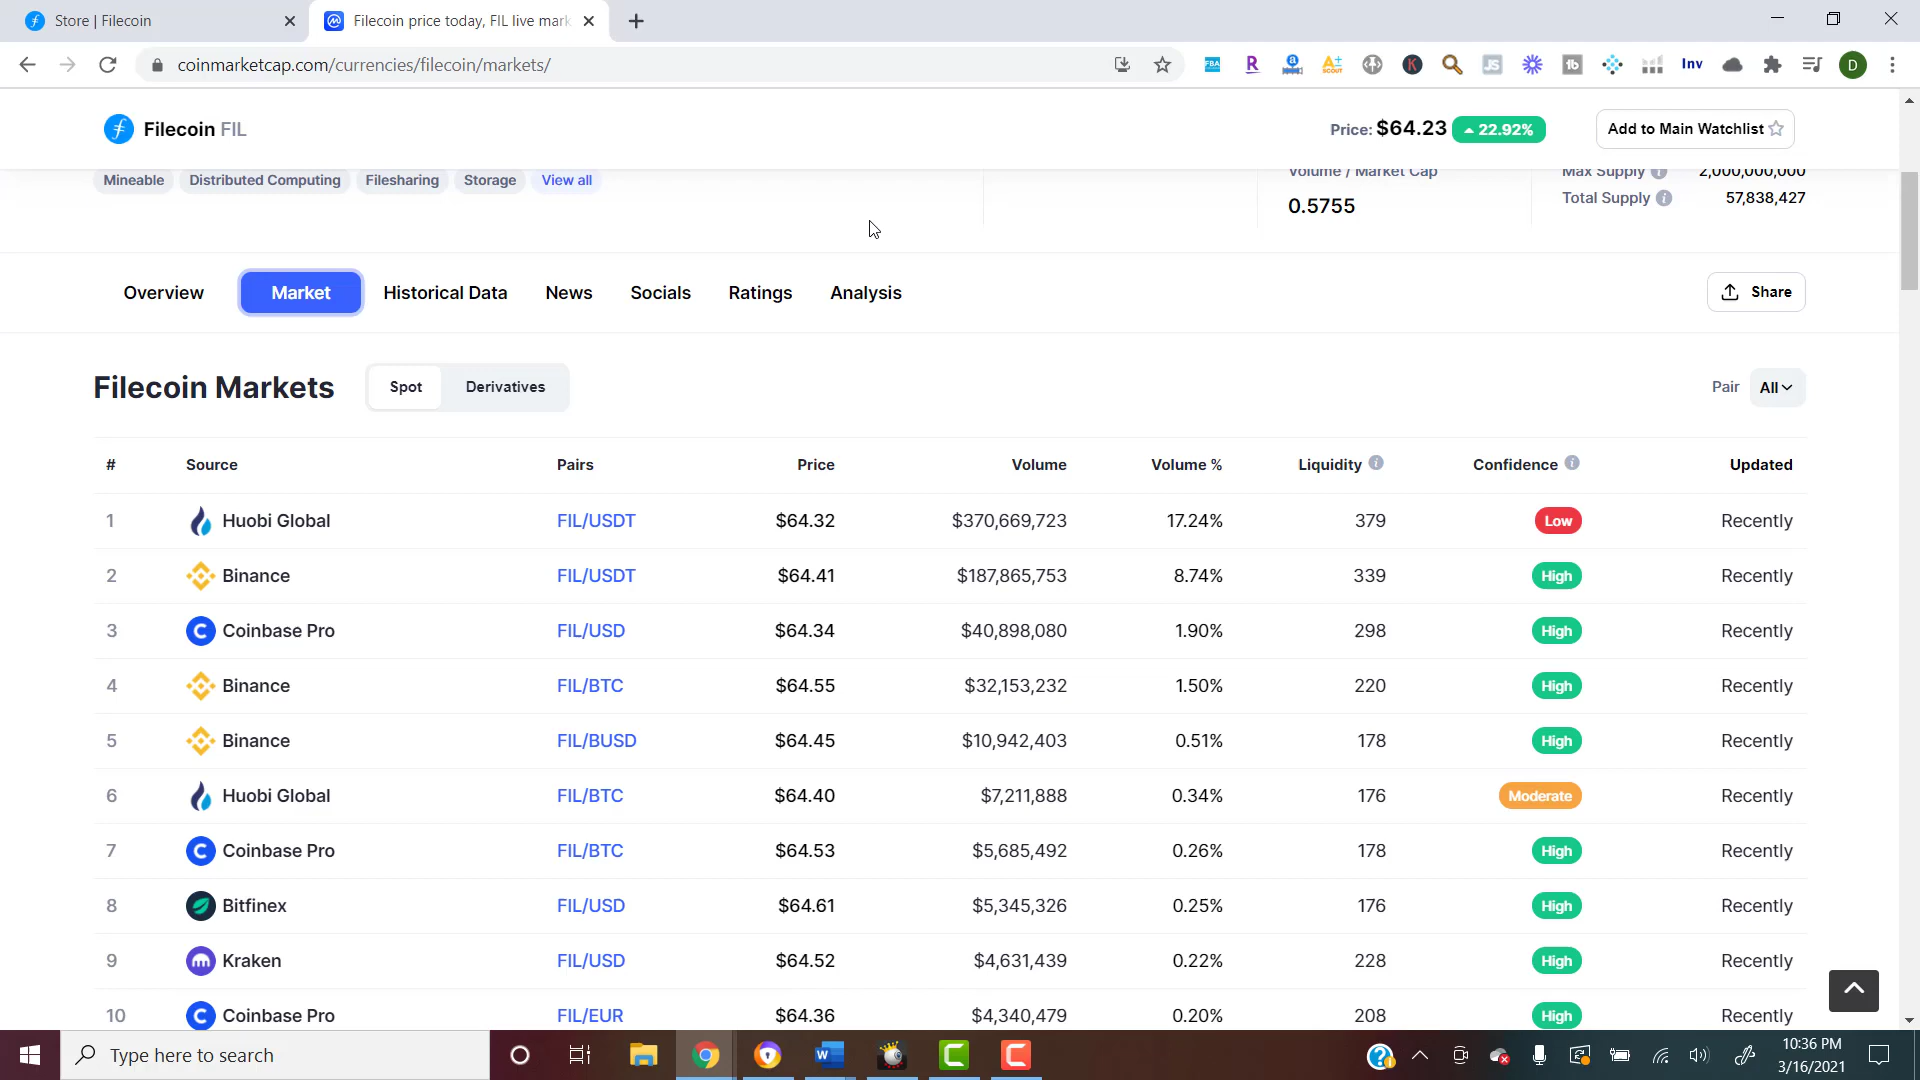 Store | Filecoin
Filecoin price today, FIL live mark
coinmarketcap.com/currencies/filecoin/markets/
FBA R a A+ SCOUT K JS tb Inv D
Filecoin FIL
Price: $64.23 22.92%
Add to Main Watchlist
Mineable Distributed Computing Filesharing Storage View all
Volume / Market Cap
0.5755
Max Supply 2,000,000,000
Total Supply 57,838,427
Overview Market Historical Data News Socials Ratings Analysis Share
Filecoin Markets Spot Derivatives Pair All
# Source Pairs Price Volume Volume % Liquidity Confidence Updated
1 Huobi Global FIL/USDT $64.32 $370,669,723 17.24% 379 Low Recently
2 Binance FIL/USDT $64.41 $187,865,753 8.74% 339 High Recently
3 Coinbase Pro FIL/USD $64.34 $40,898,080 1.90% 298 High Recently
4 Binance FIL/BTC $64.55 $32,153,232 1.50% 220 High Recently
5 Binance FIL/BUSD $64.45 $10,942,403 0.51% 178 High Recently
6 Huobi Global FIL/BTC $64.40 $7,211,888 0.34% 176 Moderate Recently
7 Coinbase Pro FIL/BTC $64.53 $5,685,492 0.26% 178 High Recently
8 Bitfinex FIL/USD $64.61 $5,345,326 0.25% 176 High Recently
9 Kraken FIL/USD $64.52 $4,631,439 0.22% 228 High Recently
10 Coinbase Pro FIL/EUR $64.36 $4,340,479 0.20% 208 High Recently
Type here to search
10:36 PM
3/16/2021